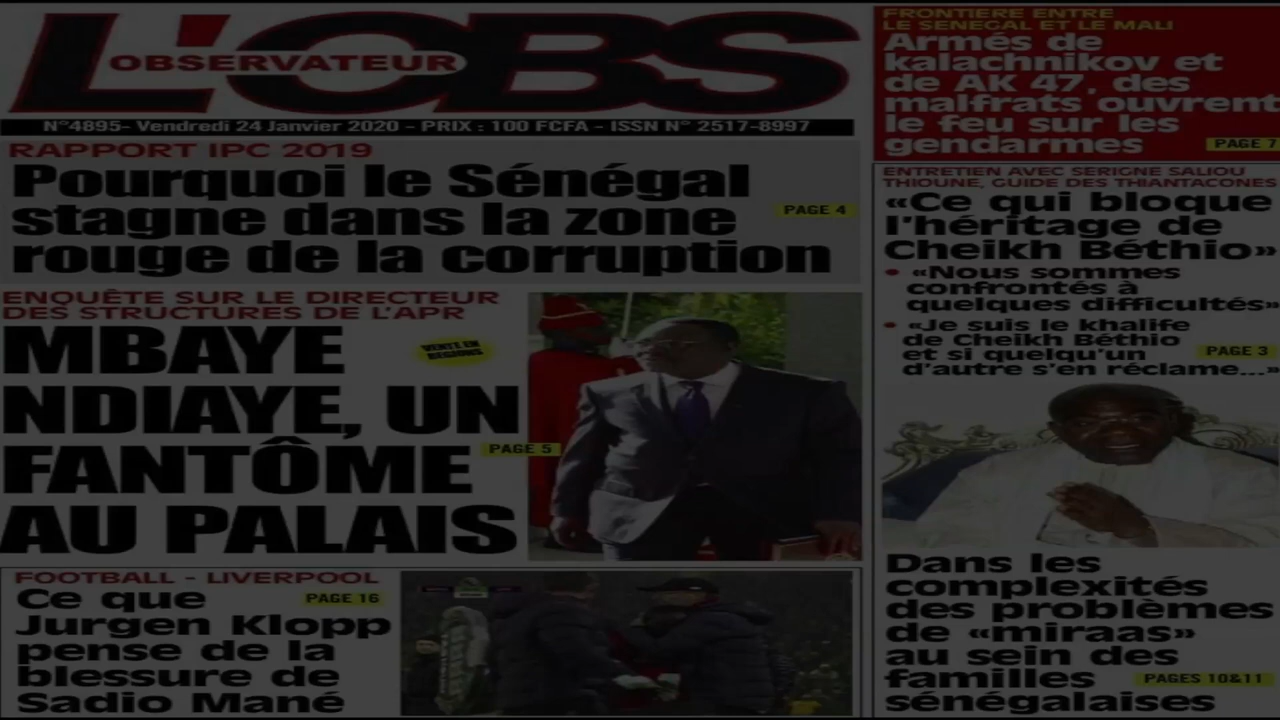 L'OBS
OBSERVATEUR
N°4895- Vendredi 24 Janvier 2020 - PRIX : 100 FCFA - ISSN N° 2517-8997
RAPPORT IPC 2019
Pourquoi le Sénégal
stagne dans la zone
rouge de la corruption
PAGE 4
ENQUÊTE SUR LE DIRECTEUR
DES STRUCTURES DE L'APR
MBAYE
NDIAYE, UN
FANTÔME
AU PALAIS
VENTE EN
REGIONS
PAGE 5
FOOTBALL - LIVERPOOL
Ce que
Jurgen Klopp
pense de la
blessure de
Sadio Mané
PAGE 16
FRONTIERE ENTRE
LE SENEGAL ET LE MALI
Armés de
kalachnikov et
de AK 47, des
malfrats ouvrent
le feu sur les
gendarmes
PAGE 7
ENTRETIEN AVEC SERIGNE SALIOU
THIOUNE, GUIDE DES THIANTACONES
«Ce qui bloque
l'héritage de
Cheikh Béthio»
• «Nous sommes
confrontés à
quelques difficultés»
• «Je suis le khalife
de Cheikh Béthio
et si quelqu'un
d'autre s'en réclame...»
PAGE 3
Dans les
complexités
des problèmes
de «miraas»
au sein des
familles
sénégalaises
PAGES 10&11